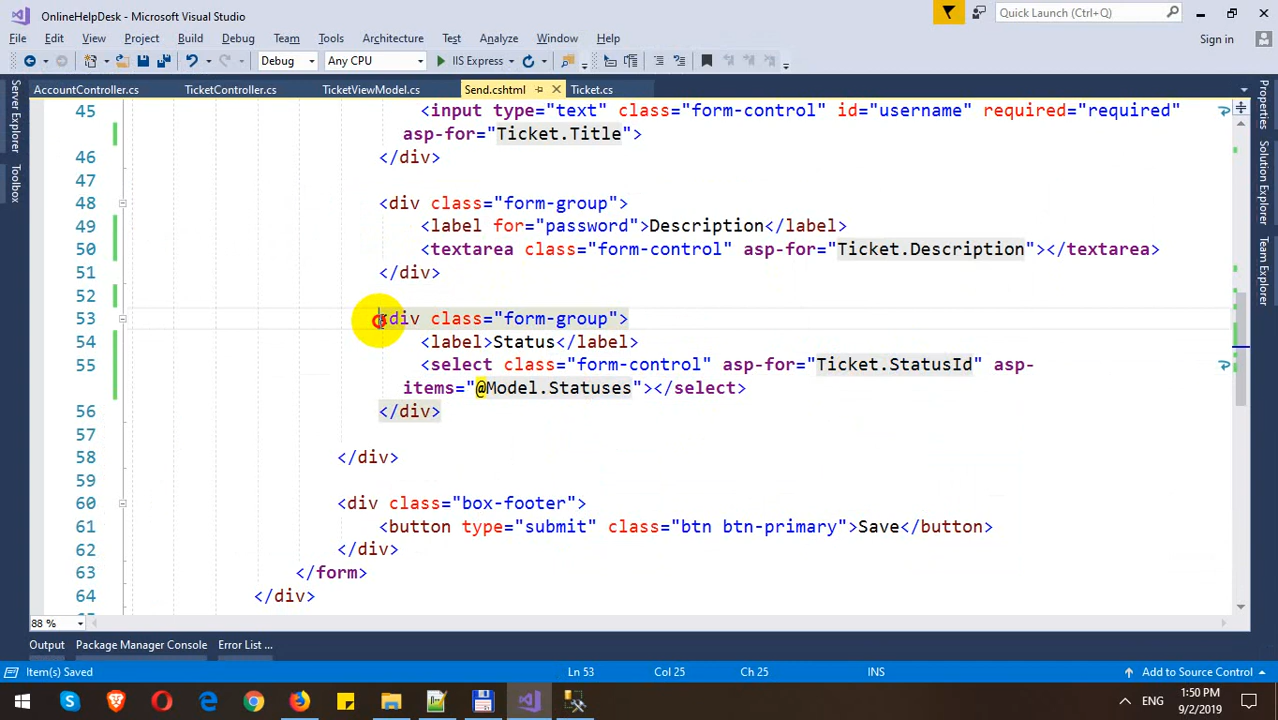 OnlineHelpDesk - Microsoft Visual Studio
Quick Launch (Ctrl+Q)
File Edit View Project Build Debug Team Tools Architecture Test Analyze Window Help
Sign in
Debug Any CPU IIS Express
AccountController.cs TicketController.cs TicketViewModel.cs Send.cshtml Ticket.cs
Server Explorer
Toolbox
Properties
Solution Explorer
Team Explorer
45 <input type="text" class="form-control" id="username" required="required"
asp-for="Ticket.Title">
46 </div>
47
48 <div class="form-group">
49 <label for="password">Description</label>
50 <textarea class="form-control" asp-for="Ticket.Description"></textarea>
51 </div>
52
53 <div class="form-group">
54 <label>Status</label>
55 <select class="form-control" asp-for="Ticket.StatusId" asp-
items="@Model.Statuses"></select>
56 </div>
57
58 </div>
59
60 <div class="box-footer">
61 <button type="submit" class="btn btn-primary">Save</button>
62 </div>
63 </form>
64 </div>
88 %
Output Package Manager Console Error List ...
Item(s) Saved Ln 53 Col 25 Ch 25 INS Add to Source Control
ENG 1:50 PM
9/2/2019